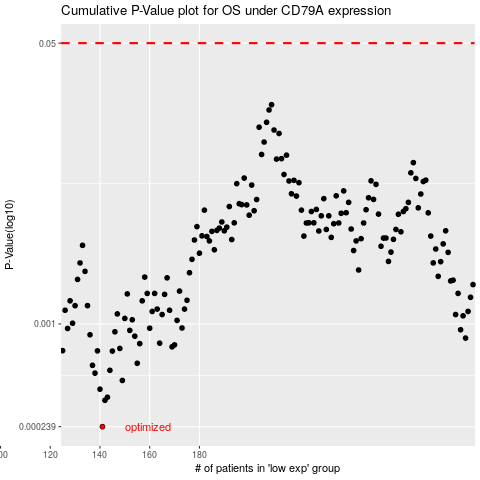 Cumulative P-Value plot for OS under CD79A expression
0.05
P-Value(log10)
0.001
0.000239
optimized
00 120 140 160 180
# of patients in 'low exp' group